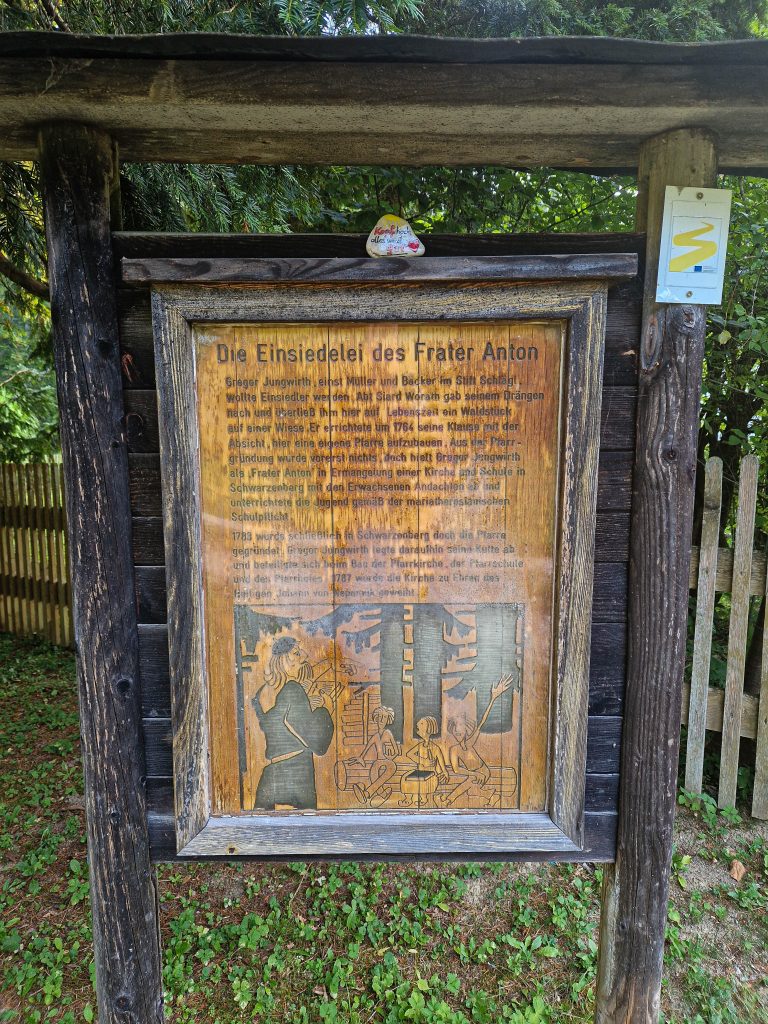 Die Einsiedelei des Frater Anton
Gregor Jungwirth , einst Müller und Bäcker im Stift Schlägl ,
wollte Einsiedler werden . Abt Siard Worath gab seinem Drängen
nach und überließ ihm hier auf Lebenszeit ein Waldstück
auf einer Wiese . Er errichtete um 1764 seine Klause mit der
Absicht , hier eine eigene Pfarre aufzubauen . Aus der Pfarr-
gründung wurde vorerst nichts , doch hielt Gregor Jungwirth
als „Frater Anton" in Ermangelung einer Kirche und Schule in
Schwarzenberg mit den Erwachsenen Andachten ab und
unterrichtete die Jugend gemäß der mariatheresianischen
Schulpflicht .
1783 wurde schließlich in Schwarzenberg doch die Pfarre
gegründet . Gregor Jungwirth legte daraufhin seine Kutte ab
und beteiligte sich beim Bau der Pfarrkirche , der Pfarrschule
und des Pfarrhofes . 1787 wurde die Kirche zu Ehren des
Heiligen Johann von Nepomuk geweiht .